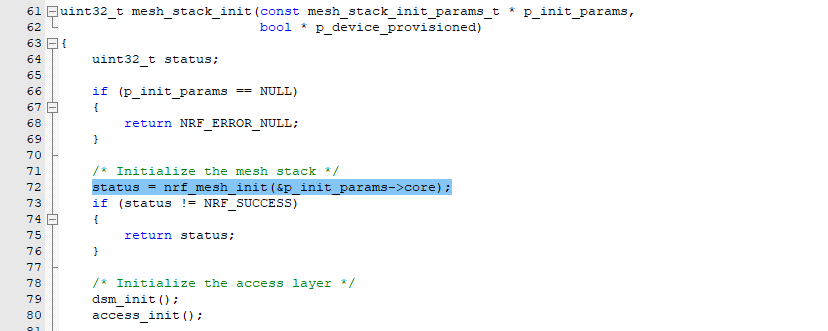 61 uint32_t mesh_stack_init(const mesh_stack_init_params_t * p_init_params,
62                          bool * p_device_provisioned)
63 {
64     uint32_t status;
65
66     if (p_init_params == NULL)
67     {
68         return NRF_ERROR_NULL;
69     }
70
71     /* Initialize the mesh stack */
72     status = nrf_mesh_init(&p_init_params->core);
73     if (status != NRF_SUCCESS)
74     {
75         return status;
76     }
77
78     /* Initialize the access layer */
79     dsm_init();
80     access_init();
81